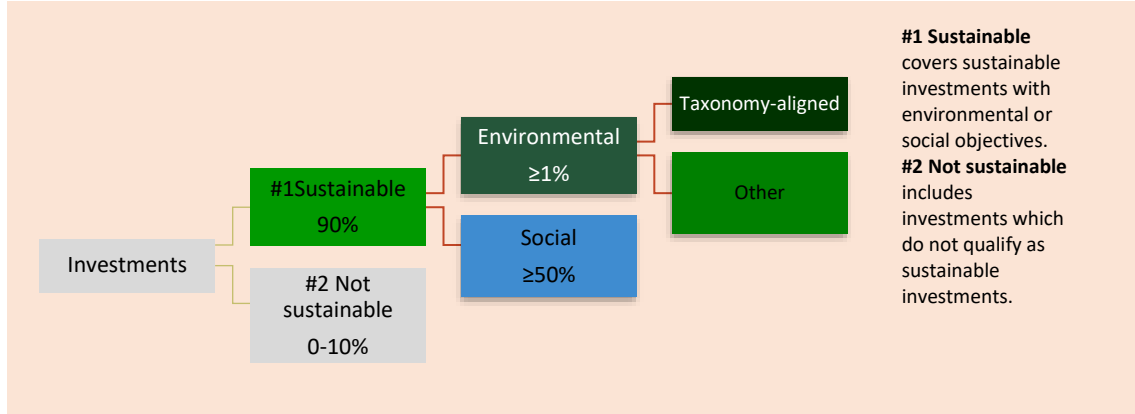 Investments
#1Sustainable
90%
#2 Not
sustainable
0-10%
Environmental
≥1%
Social
≥50%
Taxonomy-aligned
Other
#1 Sustainable
covers sustainable
investments with
environmental or
social objectives.
#2 Not sustainable
includes
investments which
do not qualify as
sustainable
investments.